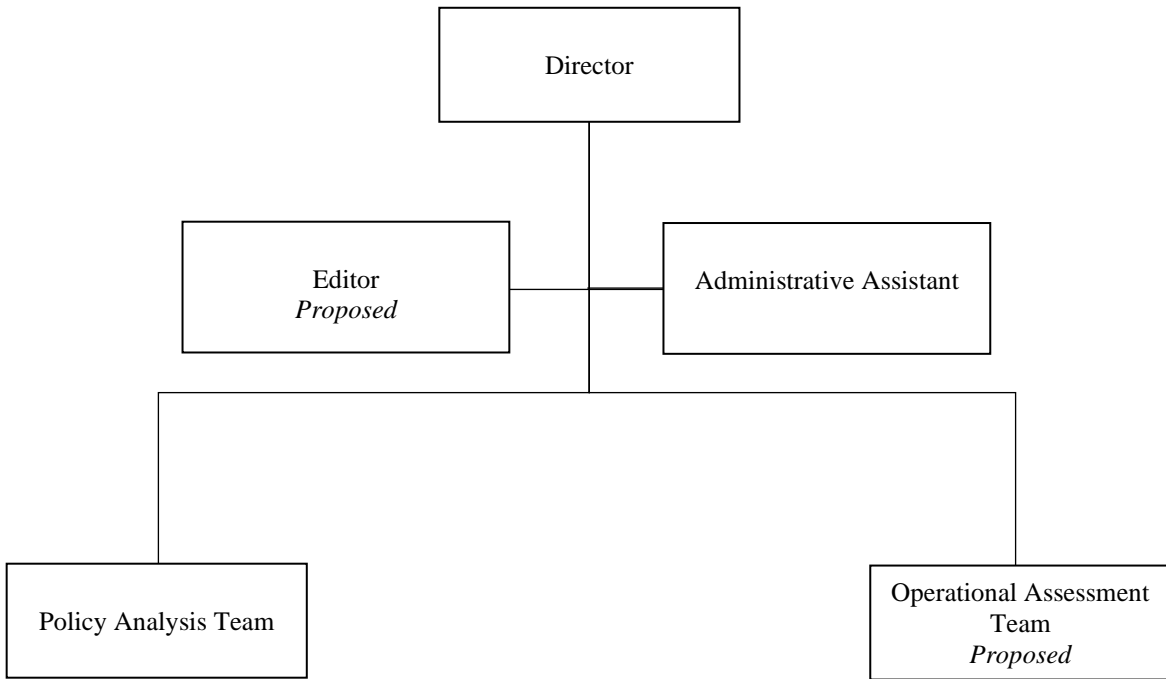 Director
Editor
Proposed
Administrative Assistant
Policy Analysis Team
Operational Assessment
Team
Proposed